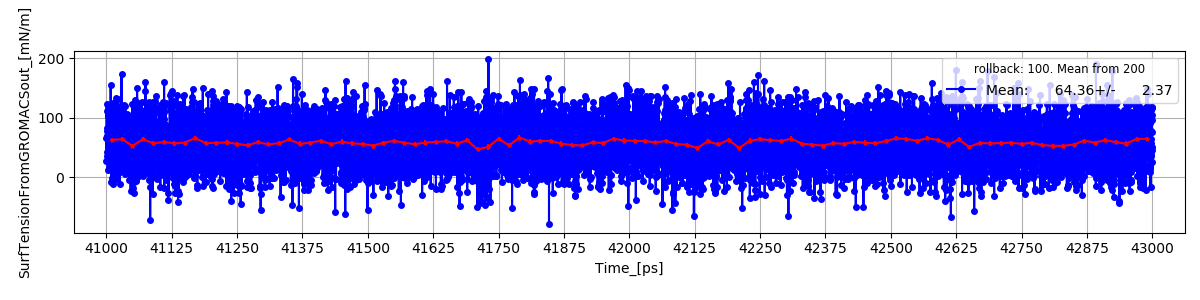 SurfTensionFromGROMACSout_[mN/m]
200
100
0
rollback: 100. Mean from 200
Mean: 64.36+/- 2.37
41000 41125 41250 41375 41500 41625 41750 41875 42000 42125 42250 42375 42500 42625 42750 42875 43000
Time_[ps]